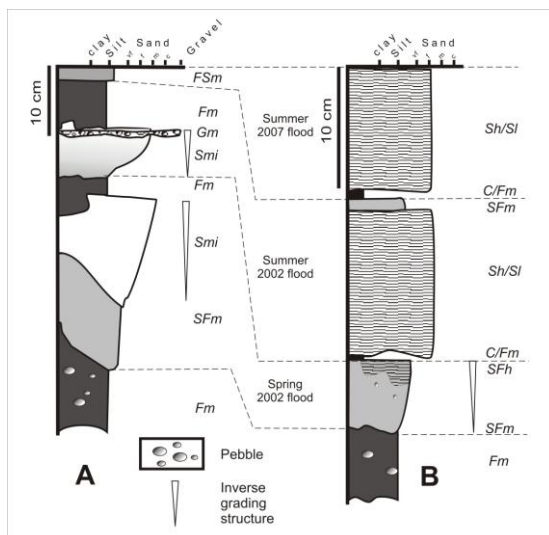 clay
Silt
vf
f
m
c
Sand
Gravel
10 cm
FSm
Fm
Gm
Smi
Fm
Smi
SFm
Fm
A
Summer
2007 flood
Summer
2002 flood
Spring
2002 flood
clay
Silt
vf
f
m
c
Sand
10 cm
Sh/Sl
C/Fm
SFm
Sh/Sl
C/Fm
SFh
SFm
Fm
B
Pebble
Inverse
grading
structure